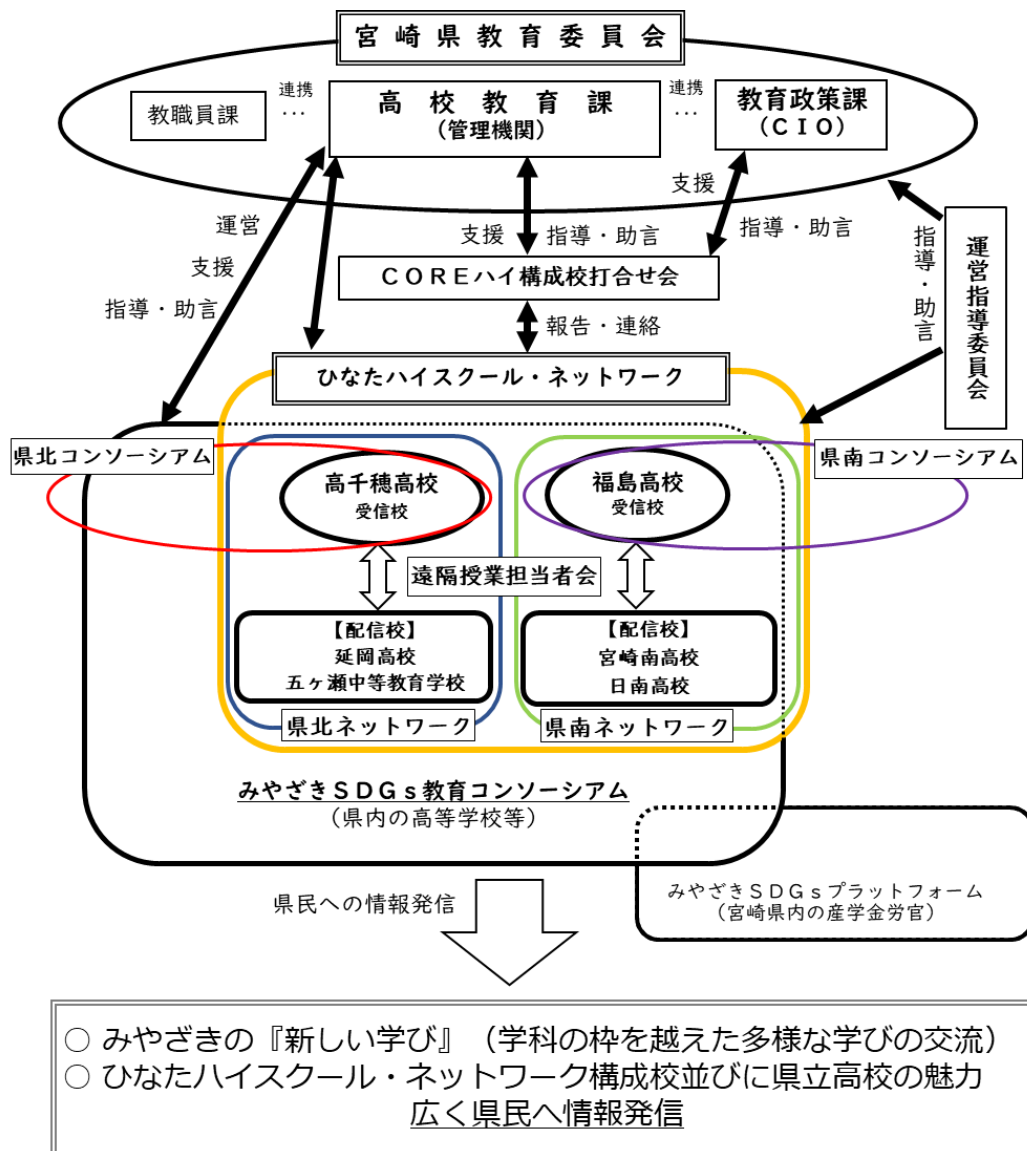 宮崎県教育委員会
教職員課
連携
…
高校教育課
(管理機関)
連携
…
教育政策課
(ＣＩＯ)
運営
支援
指導・助言
支援
指導・助言
支援
指導・助言
指導・助言
運営指導委員会
ＣＯＲＥハイ構成校打合せ会
報告・連絡
ひなたハイスクール・ネットワーク
県北コンソーシアム
県南コンソーシアム
高千穂高校
受信校
福島高校
受信校
遠隔授業担当者会
【配信校】
延岡高校
五ヶ瀬中等教育学校
【配信校】
宮崎南高校
日南高校
県北ネットワーク
県南ネットワーク
みやざきＳＤＧｓ教育コンソーシアム
（県内の高等学校等）
みやざきＳＤＧｓプラットフォーム
（宮崎県内の産学金労官）
県民への情報発信
○ みやざきの『新しい学び』（学科の枠を越えた多様な学びの交流）
○ ひなたハイスクール・ネットワーク構成校並びに県立高校の魅力
広く県民へ情報発信